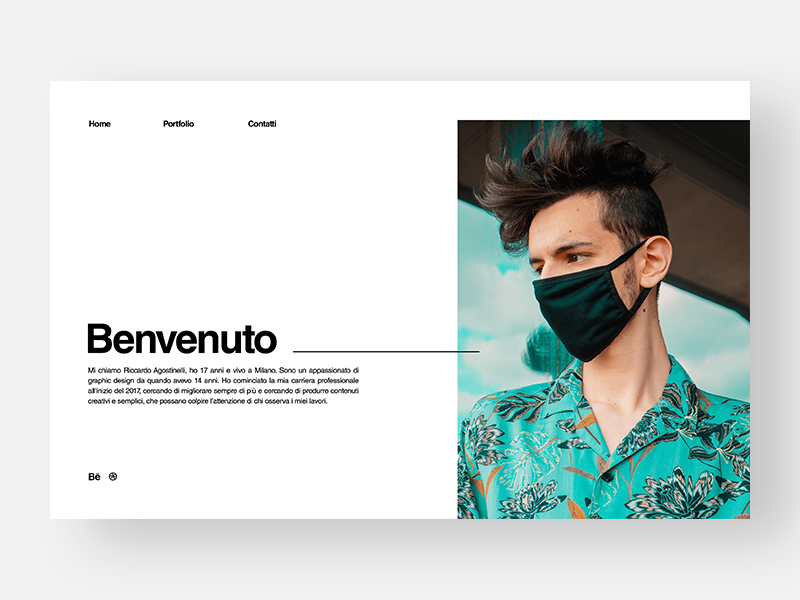 Home Portfolio Contatti
Benvenuto
Mi chiamo Riccardo Agostinelli, ho 17 anni e vivo a Milano. Sono un appassionato di
graphic design da quando avevo 14 anni. Ho cominciato la mia carriera professionale
all'inizio del 2017, cercando di migliorare sempre di più e cercando di produrre contenuti
creativi e semplici, che possano colpire l'attenzione di chi osserva i miei lavori.
Bē